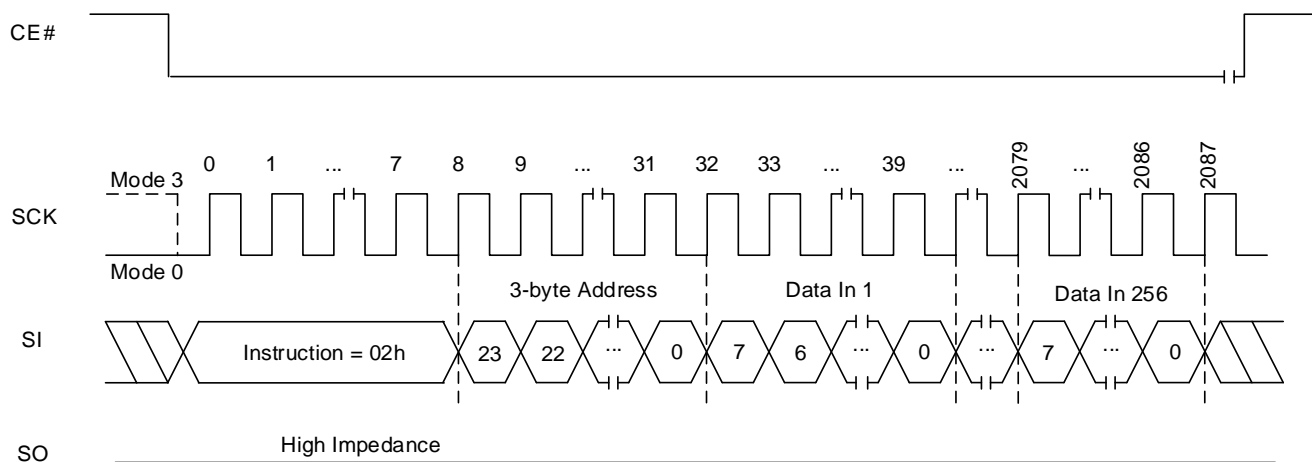 CE#
0 1 ... 7 8 9 ... 31 32 33 ... 39 ... 2079 ... 2086 2087
Mode 3
SCK
Mode 0
3-byte Address Data In 1 Data In 256
SI Instruction = 02h 23 22 ... 0 7 6 ... 0 ... 7 ... 0
High Impedance
SO